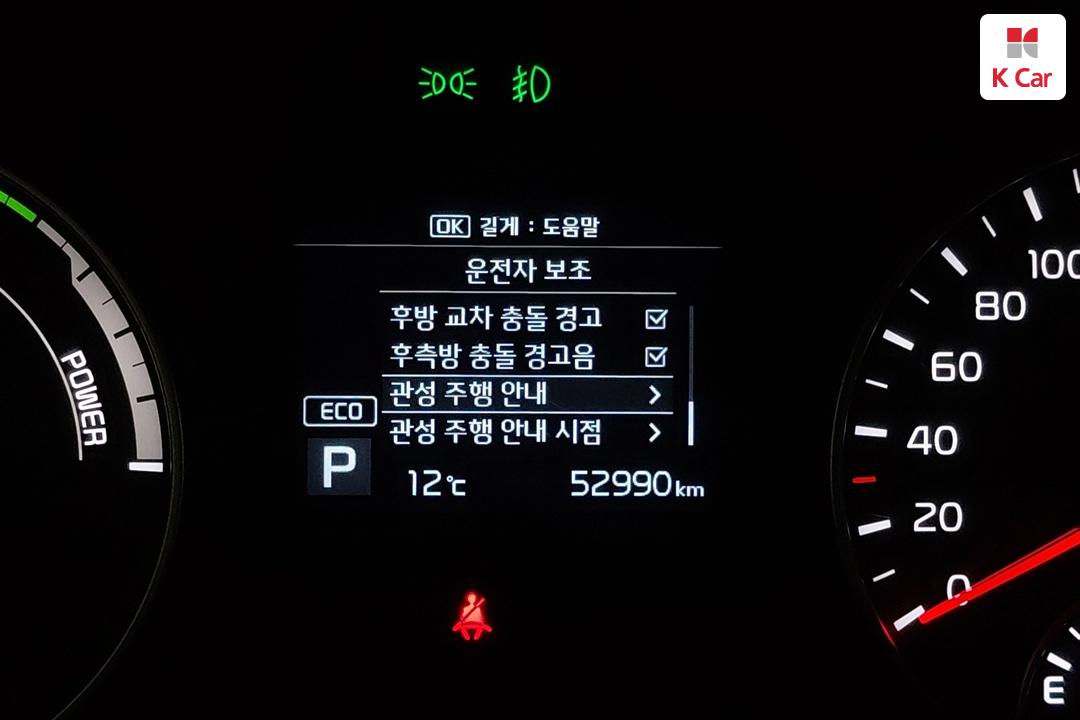 K Car
OK 길게 : 도움말
운전자 보조
후방 교차 충돌 경고
후측방 충돌 경고음
관성 주행 안내
관성 주행 안내 시점
ECO
P
12℃
52990km
POWER
100
80
60
40
20
0
E